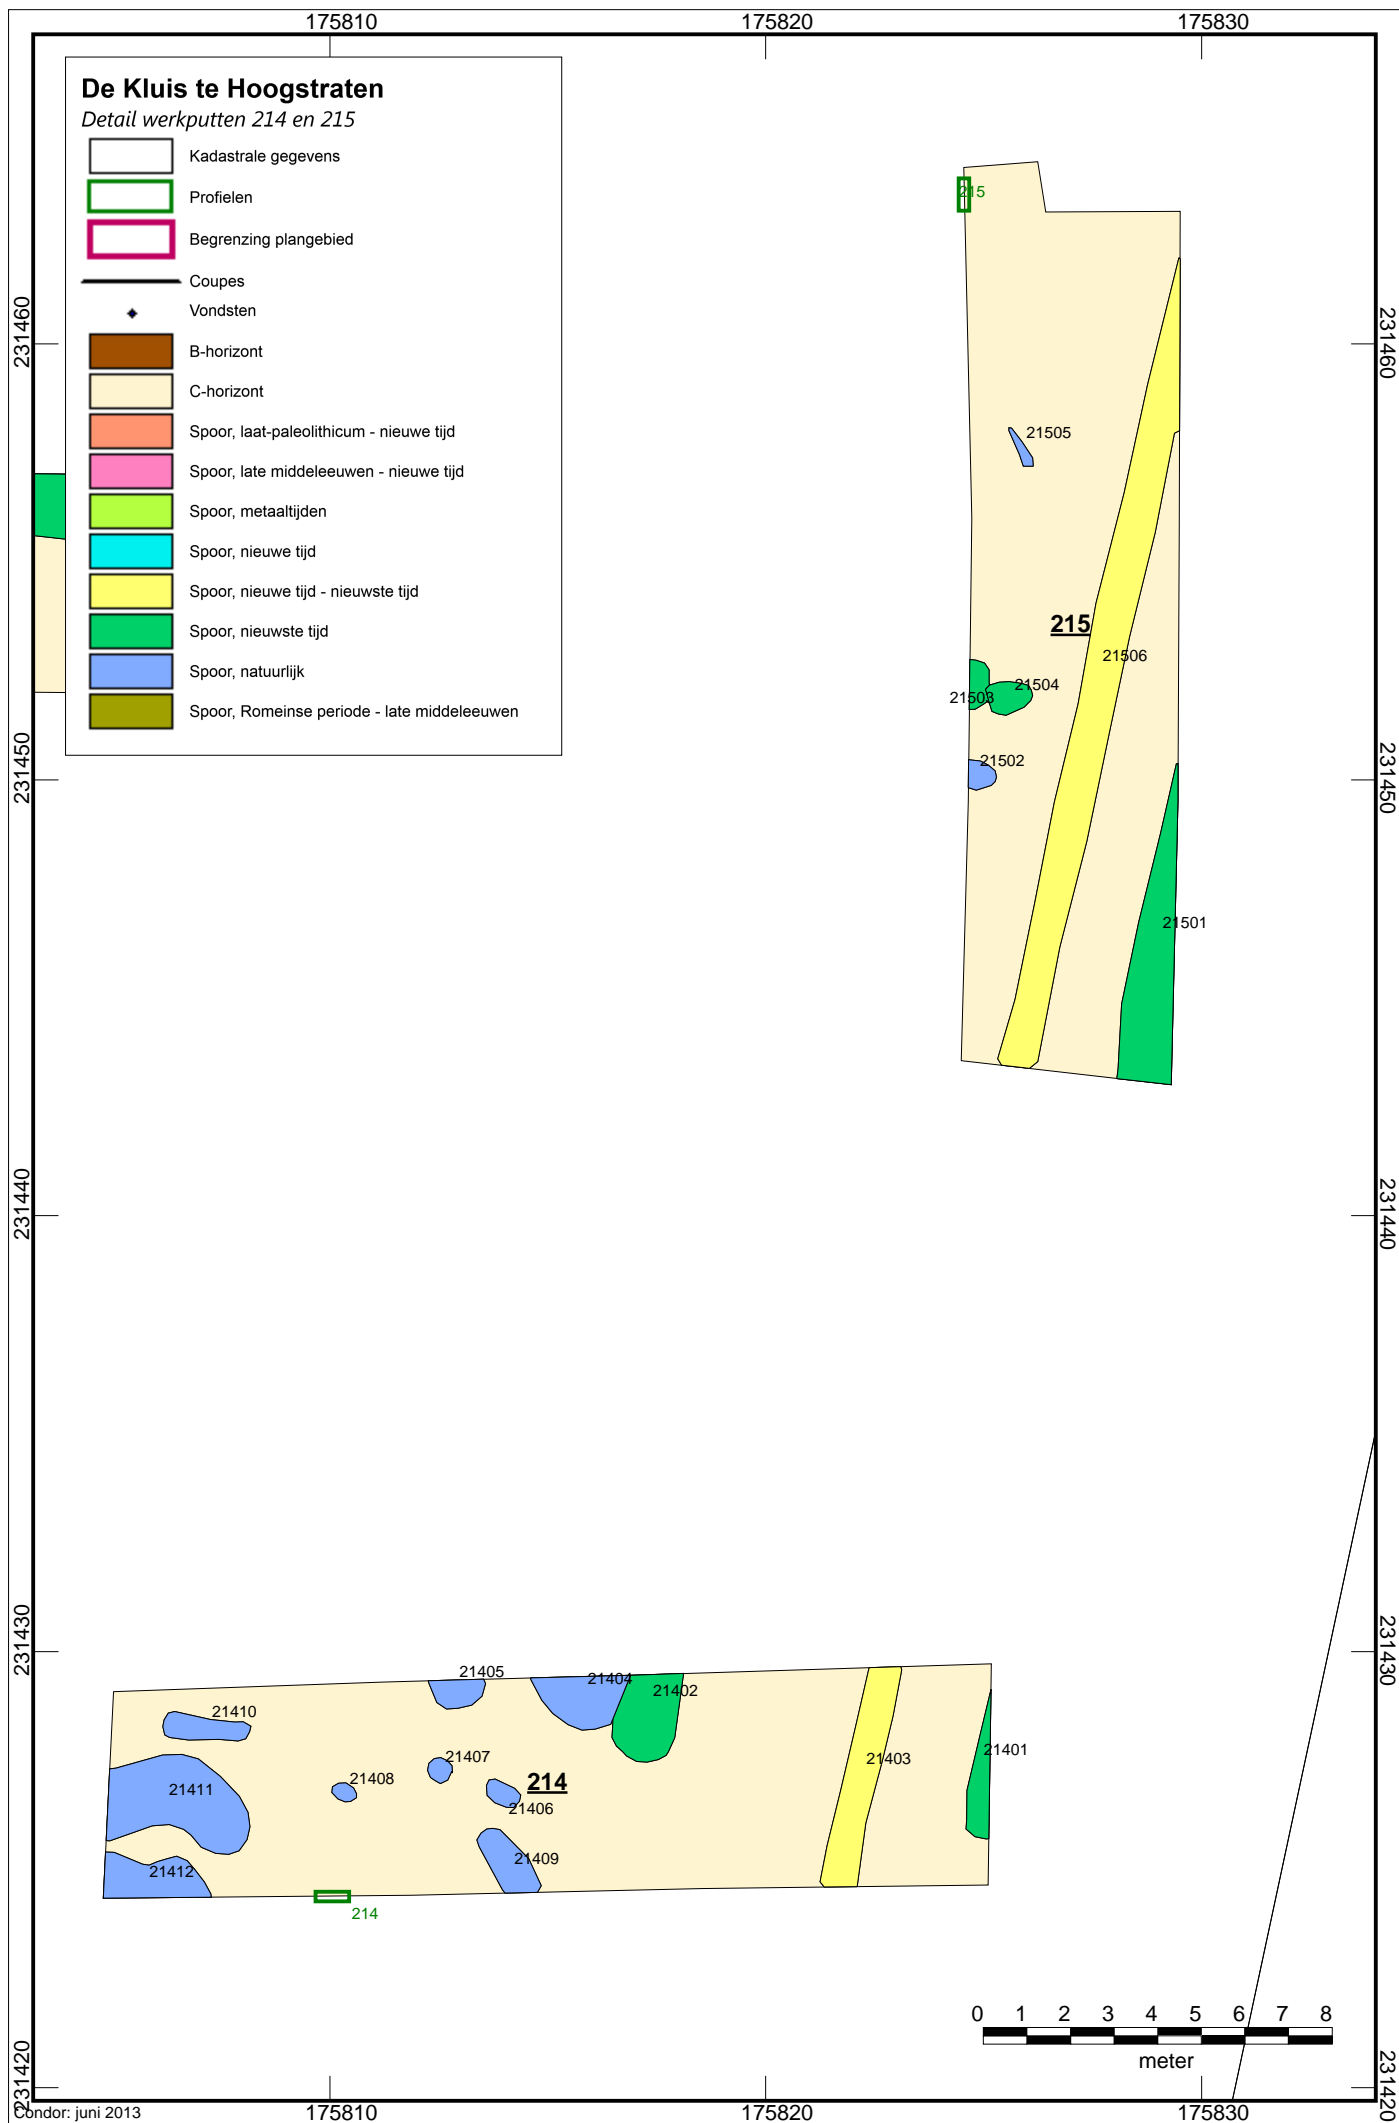 175810
175820
175830
De Kluis te Hoogstraten
Detail werkputten 214 en 215
Kadastrale gegevens
Profielen
Begrenzing plangebied
Coupes
Vondsten
B-horizont
C-horizont
Spoor, laat-paleolithicum - nieuwe tijd
Spoor, late middeleeuwen - nieuwe tijd
Spoor, metaaltijden
Spoor, nieuwe tijd
Spoor, nieuwe tijd - nieuwste tijd
Spoor, nieuwste tijd
Spoor, natuurlijk
Spoor, Romeinse periode - late middeleeuwen
215
231460
231460
21505
215
21506
21504
21503
21502
231450
231450
21501
231440
231440
231430
231430
21405
21404
21402
21410
21401
21407
21403
21408
214
21411
21406
21409
21412
214
0 1 2 3 4 5 6 7 8
meter
231420
231420
Condor: juni 2013
175810
175820
175830